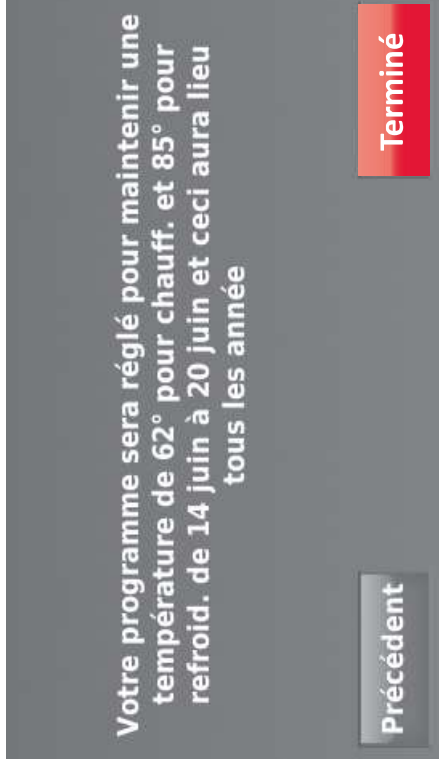 Votre programme sera réglé pour maintenir une
température de 62° pour chauff. et 85° pour
refroid. de 14 juin à 20 juin et ceci aura lieu
tous les année
Précédent
Terminé